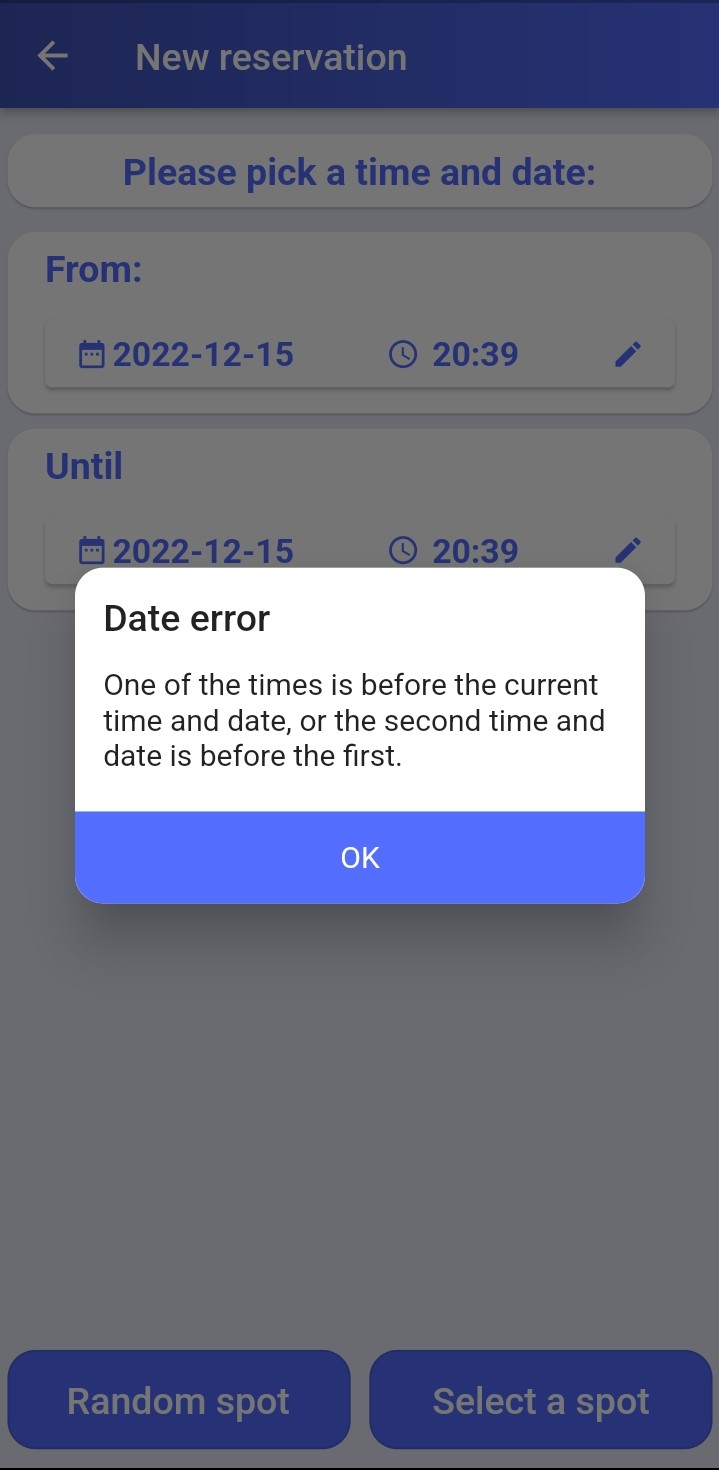 New reservation
Please pick a time and date:
From:
2022-12-15 20:39
Until
2022-12-15 20:39
Date error
One of the times is before the current
time and date, or the second time and
date is before the first.
OK
Random spot Select a spot